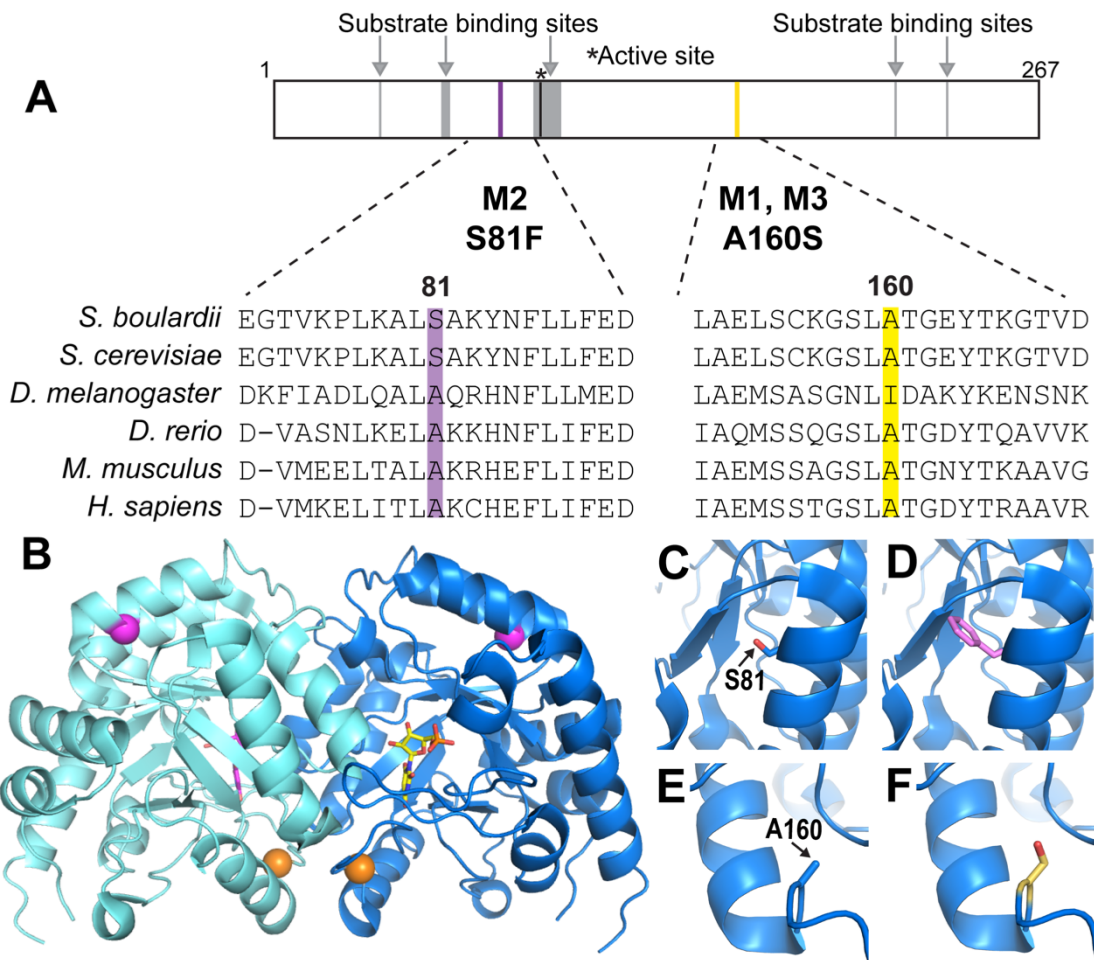 Substrate binding sites
Substrate binding sites
*Active site
*
1
267
A
M2
S81F
M1, M3
A160S
81
160
S. boulardii EGTVKPLKALSAKYNFLLFED LAELSCKGSLATGEYTKGTVD
S. cerevisiae EGTVKPLKALSAKYNFLLFED LAELSCKGSLATGEYTKGTVD
D. melanogaster DKFIADLQALAQRHNFLLMED LAEMSASGNLIDAKYKENSNK
D. rerio D-VASNLKELAKKHNFLIFED IAQMSSQGSLATGDYTQAVVK
M. musculus D-VMEELTALAKRHEFLIFED IAEMSSAGSLATGNYTKAAVG
H. sapiens D-VMKELITLAKCHEFLIFED IAEMSSTGSLATGDYTRAAVR
B
C
D
S81
E
F
A160